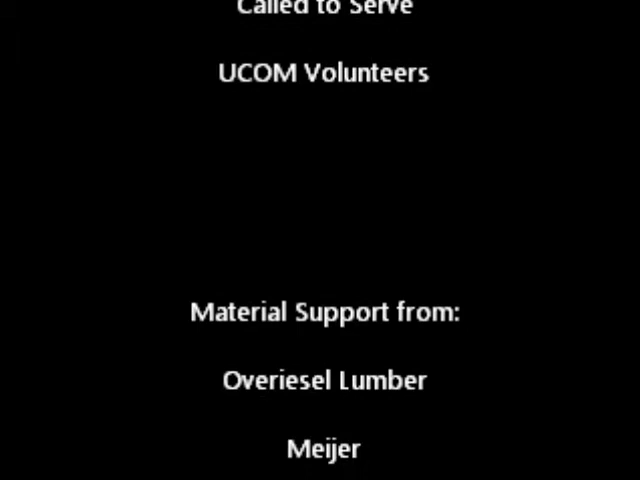 Called to Serve
UCOM Volunteers
Material Support from:
Overiesel Lumber
Meijer